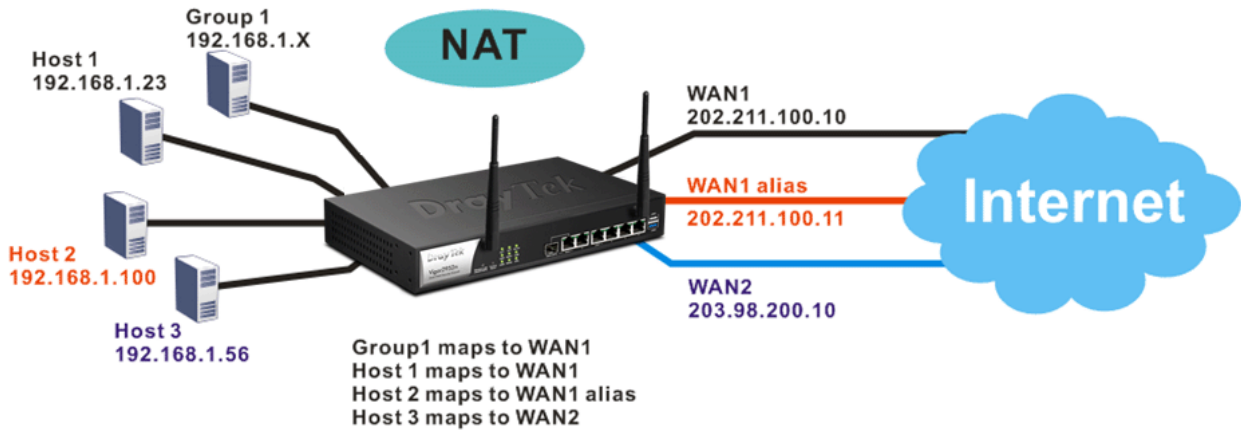 Group 1
192.168.1.X
NAT
Host 1
192.168.1.23
WAN1
202.211.100.10
WAN1 alias
202.211.100.11
Internet
Host 2
192.168.1.100
DrayTek
DrayTek
WAN2
203.98.200.10
Host 3
192.168.1.56
Group1 maps to WAN1
Host 1 maps to WAN1
Host 2 maps to WAN1 alias
Host 3 maps to WAN2